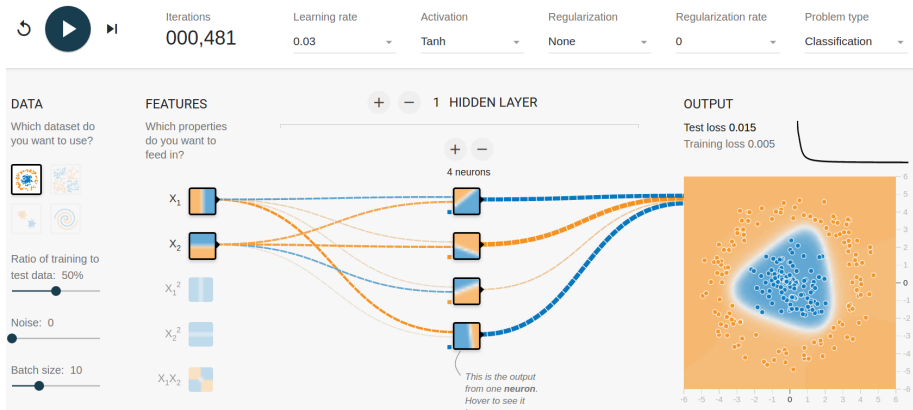 Iterations
000,481
Learning rate
0.03
Activation
Tanh
Regularization
None
Regularization rate
0
Problem type
Classification
DATA
Which dataset do
you want to use?
Ratio of training to
test data: 50%
Noise: 0
Batch size: 10
FEATURES
Which properties
do you want to
feed in?
X₁
X₂
X₁²
X₂²
X₁X₂
+ − 1 HIDDEN LAYER
+ −
4 neurons
This is the output
from one neuron.
Hover to see it
OUTPUT
Test loss 0.015
Training loss 0.005
6
5
4
3
2
1
0
-1
-2
-3
-4
-5
-6
-6 -5 -4 -3 -2 -1 0 1 2 3 4 5 6